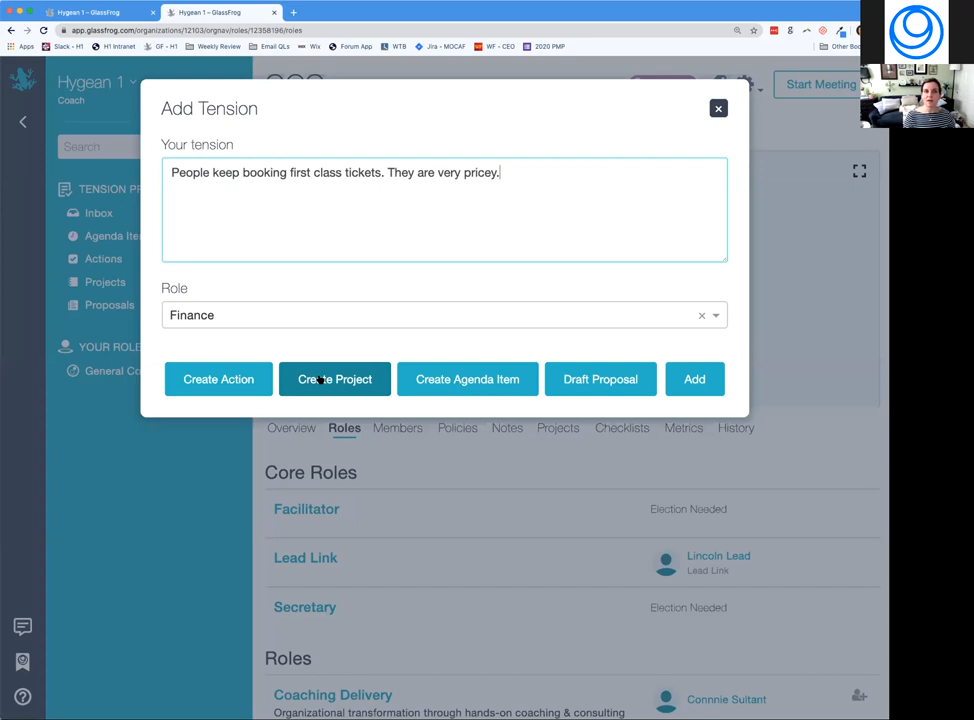 Hygean 1 – GlassFrog
Hygean 1 – GlassFrog
app.glassfrog.com/organizations/12103/orgnav/roles/12358196/roles
Apps
Slack - H1
H1 Intranet
GF - H1
Weekly Review
Email QLs
Wix
Forum App
WTB
Jira - MOCAF
WF - CEO
2020 PMP
Other Boo
Hygean 1
Coach
Start Meeting
Search
TENSION PR
Inbox
Agenda Ite
Actions
Projects
Proposals
YOUR ROLE
General Co
Add Tension
Your tension
People keep booking first class tickets. They are very pricey.
Role
Finance
Create Action
Create Project
Create Agenda Item
Draft Proposal
Add
Overview
Roles
Members
Policies
Notes
Projects
Checklists
Metrics
History
Core Roles
Facilitator
Election Needed
Lead Link
Lincoln Lead
Lead Link
Secretary
Election Needed
Roles
Coaching Delivery
Connnie Sultant
Organizational transformation through hands-on coaching & consulting